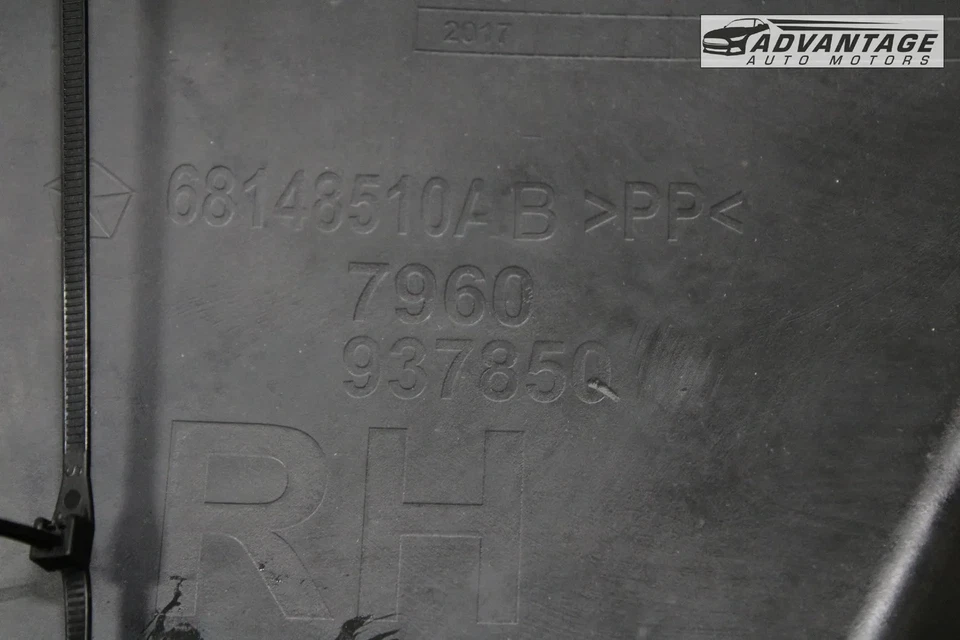 2017
ADVANTAGE
AUTO MOTORS
68148510AB >PP<
7960
937850
RH